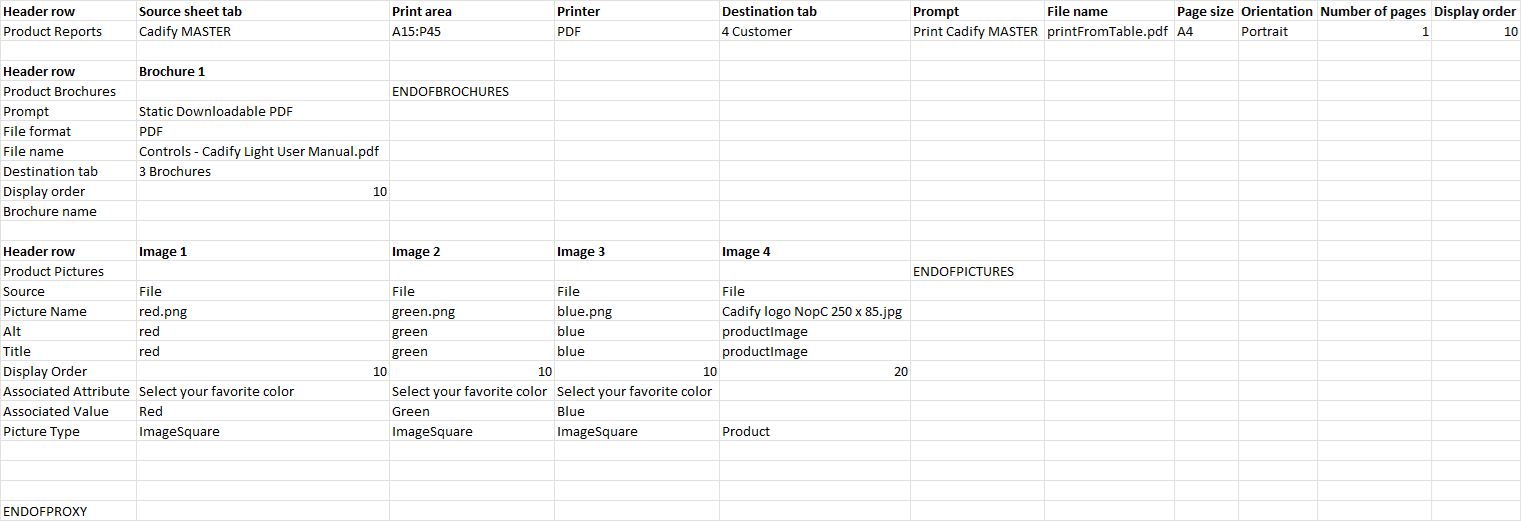 Header row Source sheet tab Print area Printer Destination tab Prompt File name Page size Orientation Number of pages Display order
Product Reports Cadify MASTER A15:P45 PDF 4 Customer Print Cadify MASTER printFromTable.pdf A4 Portrait 1 10
Header row Brochure 1
Product Brochures ENDOFBROCHURES
Prompt Static Downloadable PDF
File format PDF
File name Controls - Cadify Light User Manual.pdf
Destination tab 3 Brochures
Display order 10
Brochure name
Header row Image 1 Image 2 Image 3 Image 4
Product Pictures ENDOFPICTURES
Source File File File File
Picture Name red.png green.png blue.png Cadify logo NopC 250 x 85.jpg
Alt red green blue productImage
Title red green blue productImage
Display Order 10 10 10 20
Associated Attribute Select your favorite color Select your favorite color Select your favorite color
Associated Value Red Green Blue
Picture Type ImageSquare ImageSquare ImageSquare Product
ENDOFPROXY